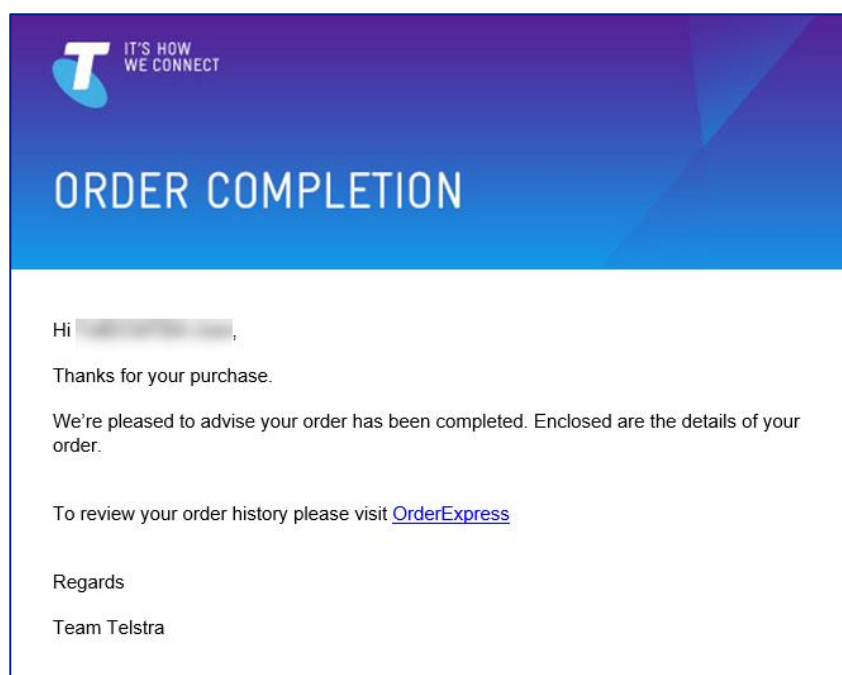 IT'S HOW
WE CONNECT
ORDER COMPLETION
Hi ,
Thanks for your purchase.
We’re pleased to advise your order has been completed. Enclosed are the details of your
order.
To review your order history please visit OrderExpress
Regards
Team Telstra